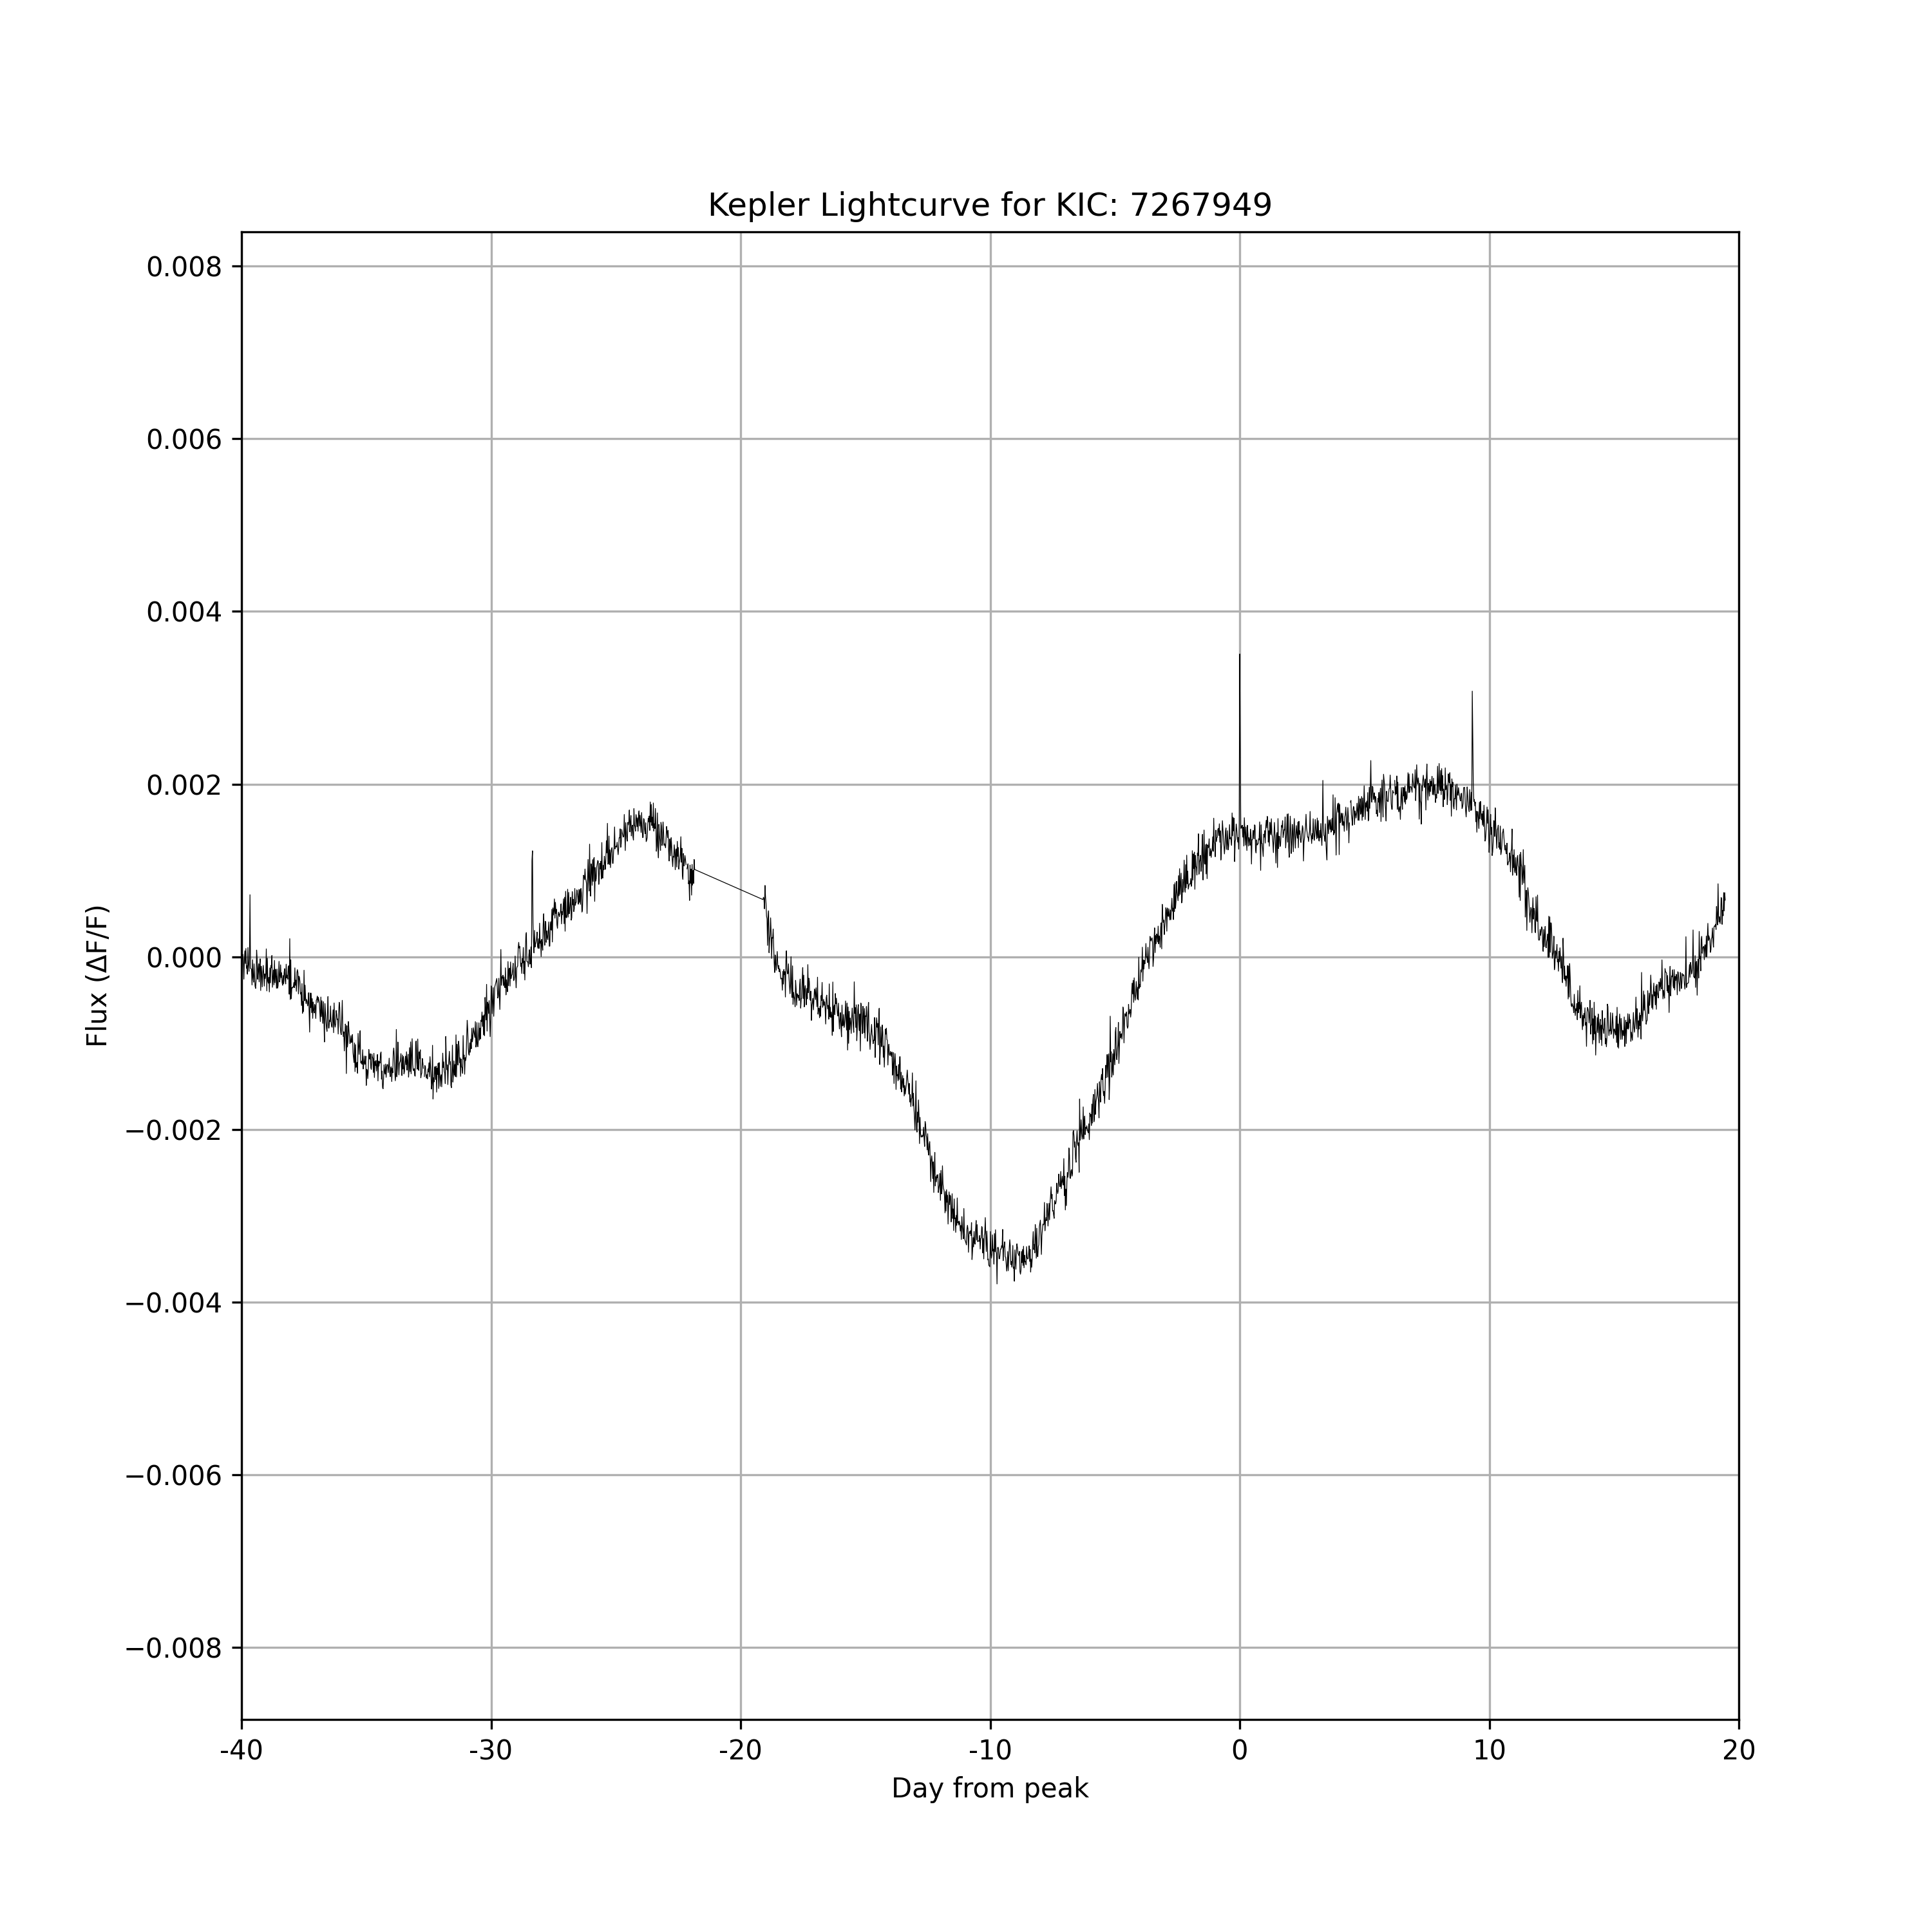 Kepler Lightcurve for KIC: 7267949
0.008
0.006
0.004
0.002
0.000
−0.002
−0.004
−0.006
−0.008
Flux (ΔF/F)
-40 -30 -20 -10 0 10 20
Day from peak